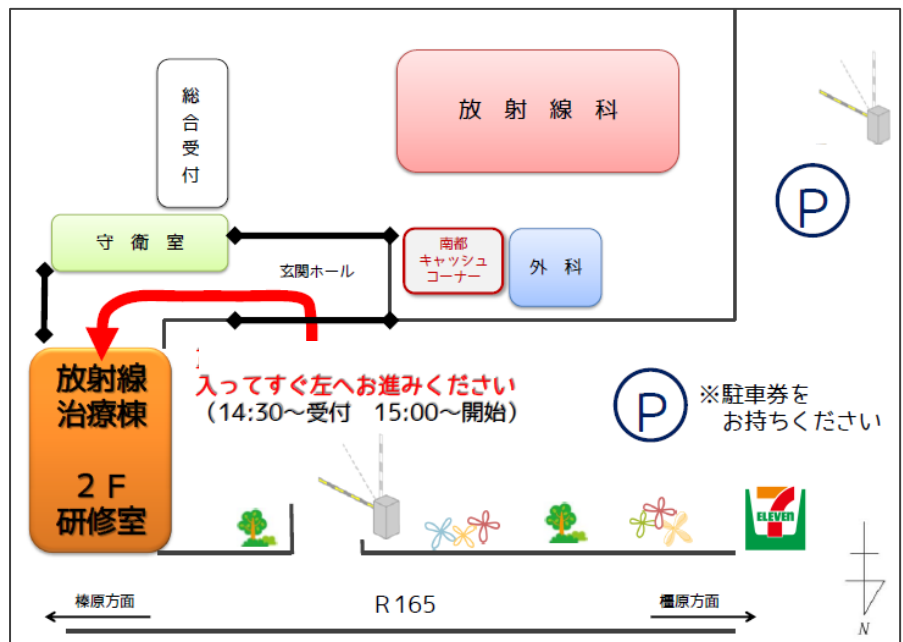 総合受付
放射線科
守衛室
南都
キャッシュ
コーナー
外科
玄関ホール
P
放射線
治療棟
2F
研修室
入ってすぐ左へお進みください
（14:30～受付　15:00～開始）
P
※駐車券を
お持ちください
7
ELEVEN
榛原方面
R165
橿原方面
N